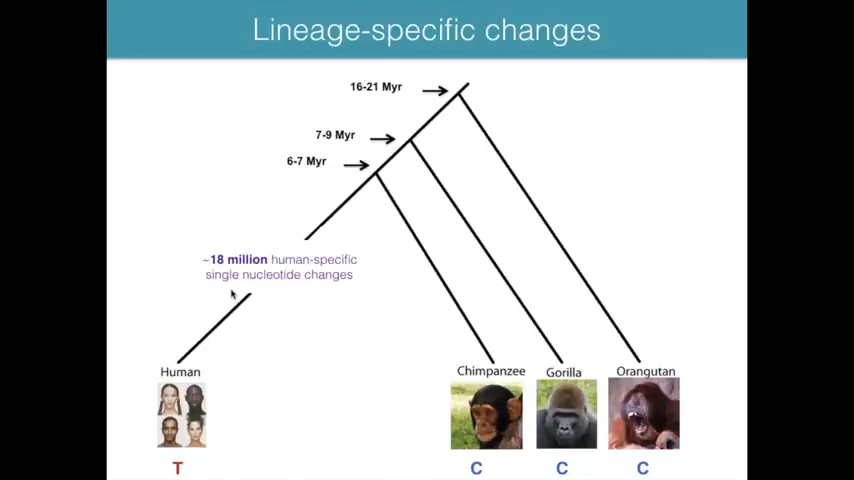 Lineage-specific changes
16-21 Myr
7-9 Myr
6-7 Myr
~18 million human-specific
single nucleotide changes
Human
Chimpanzee
Gorilla
Orangutan
T
C
C
C